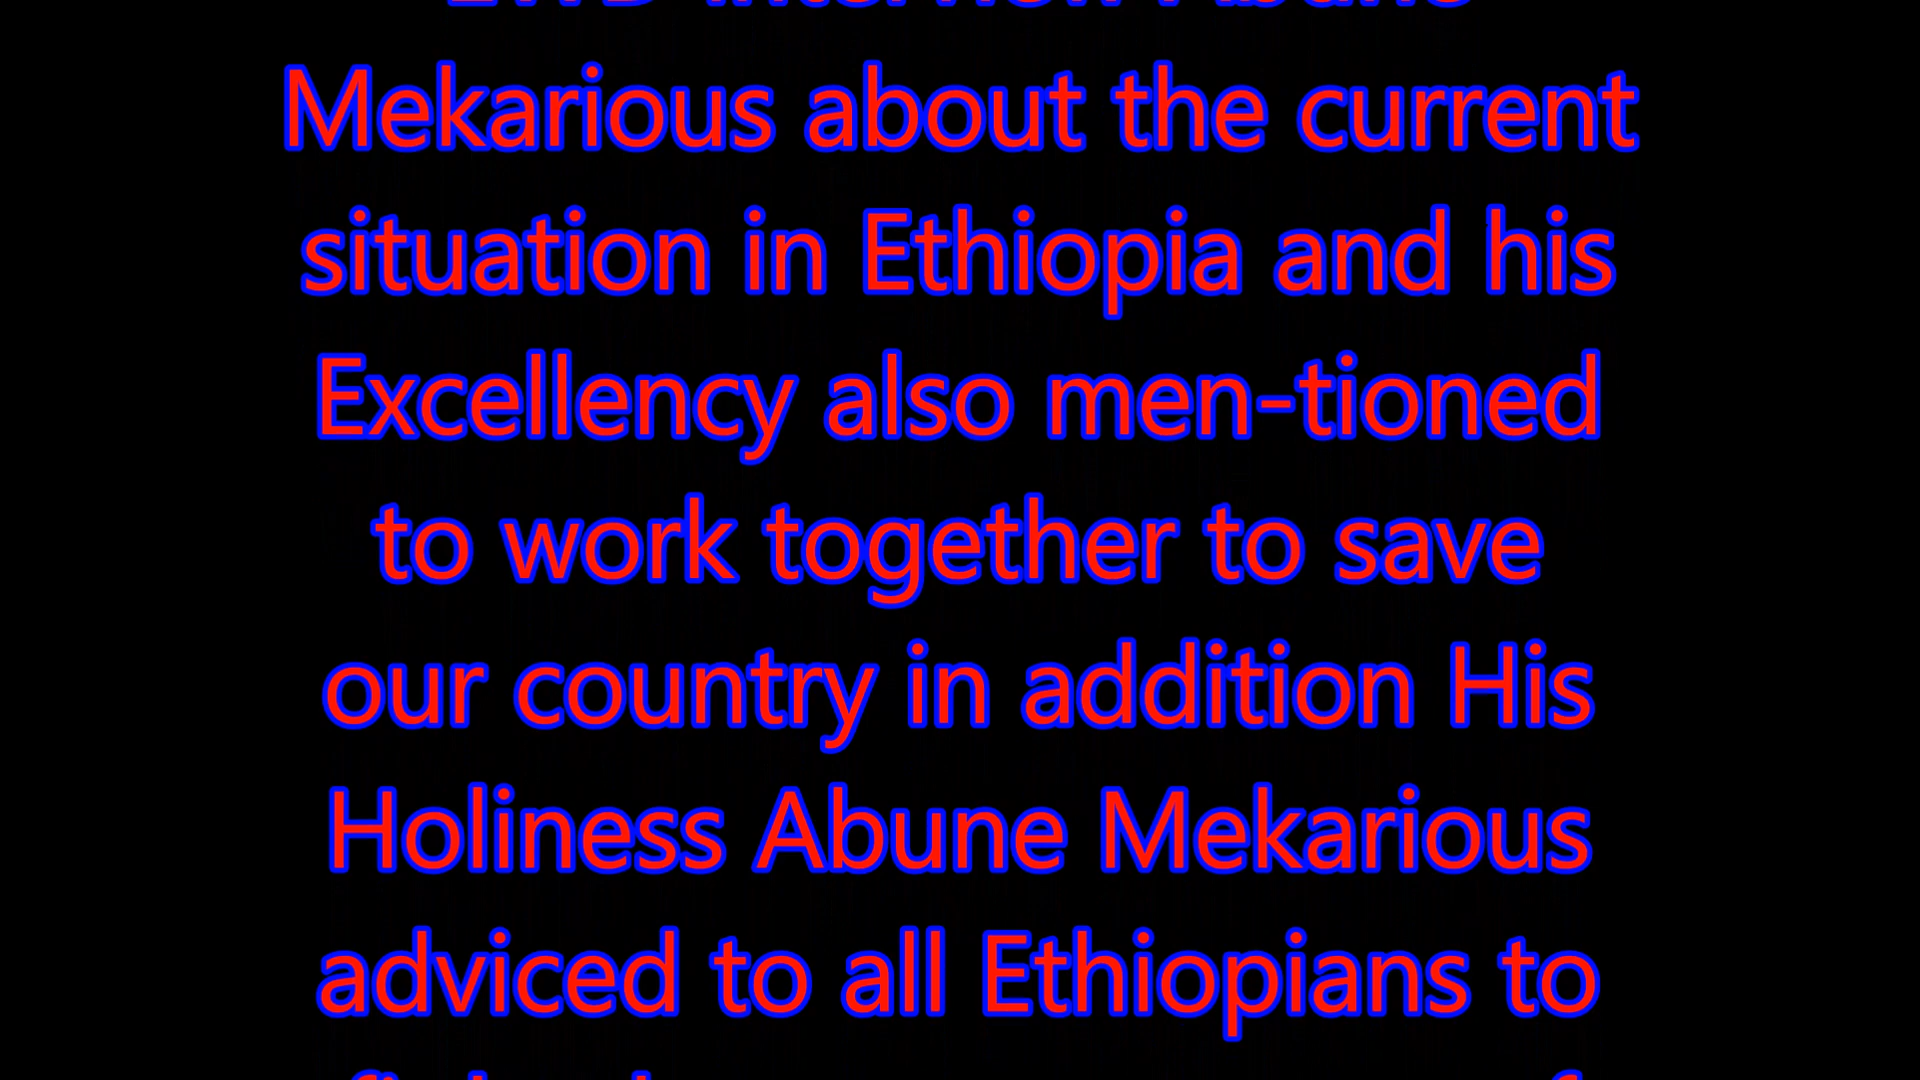 Mekarious about the current
situation in Ethiopia and his
Excellency also men-tioned
to work together to save
our country in addition His
Holiness Abune Mekarious
adviced to all Ethiopians to